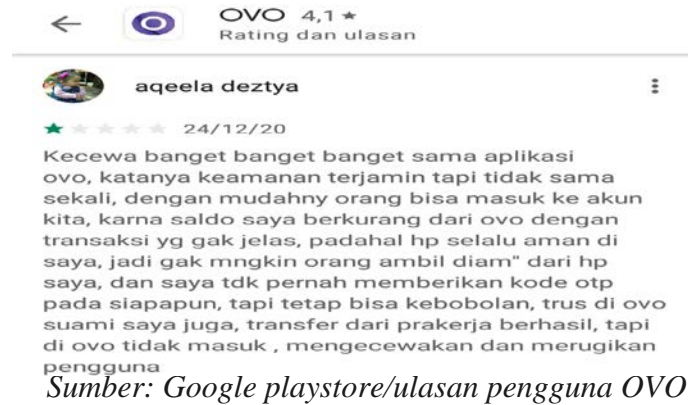 OVO 4,1 ★
Rating dan ulasan
aqeela deztya
24/12/20
Kecewa banget banget banget sama aplikasi
ovo, katanya keamanan terjamin tapi tidak sama
sekali, dengan mudahny orang bisa masuk ke akun
kita, karna saldo saya berkurang dari ovo dengan
transaksi yg gak jelas, padahal hp selalu aman di
saya, jadi gak mngkin orang ambil diam" dari hp
saya, dan saya tdk pernah memberikan kode otp
pada siapapun, tapi tetap bisa kebobolan, trus di ovo
suami saya juga, transfer dari prakerja berhasil, tapi
di ovo tidak masuk , mengecewakan dan merugikan
pengguna
Sumber: Google playstore/ulasan pengguna OVO